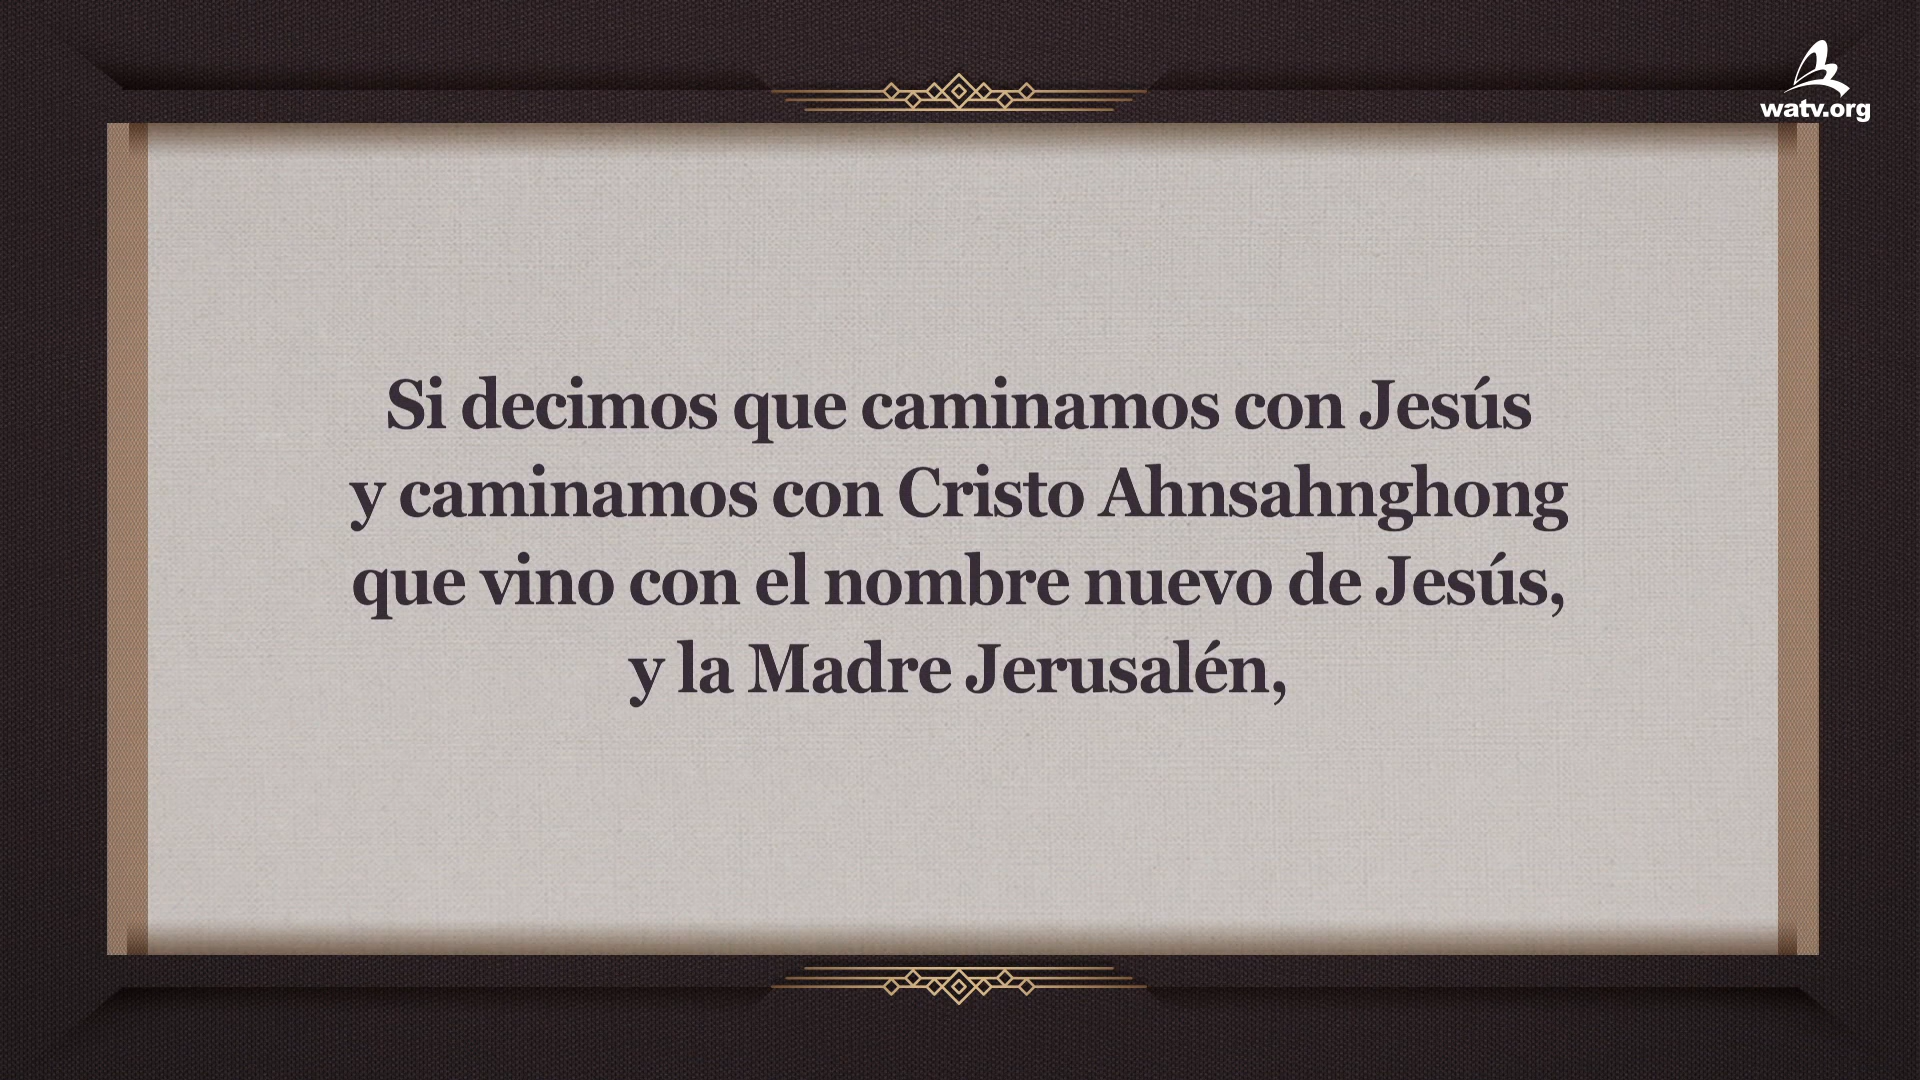 watv.org
Si decimos que caminamos con Jesús
y caminamos con Cristo Ahnsahnghong
que vino con el nombre nuevo de Jesús,
y la Madre Jerusalén,